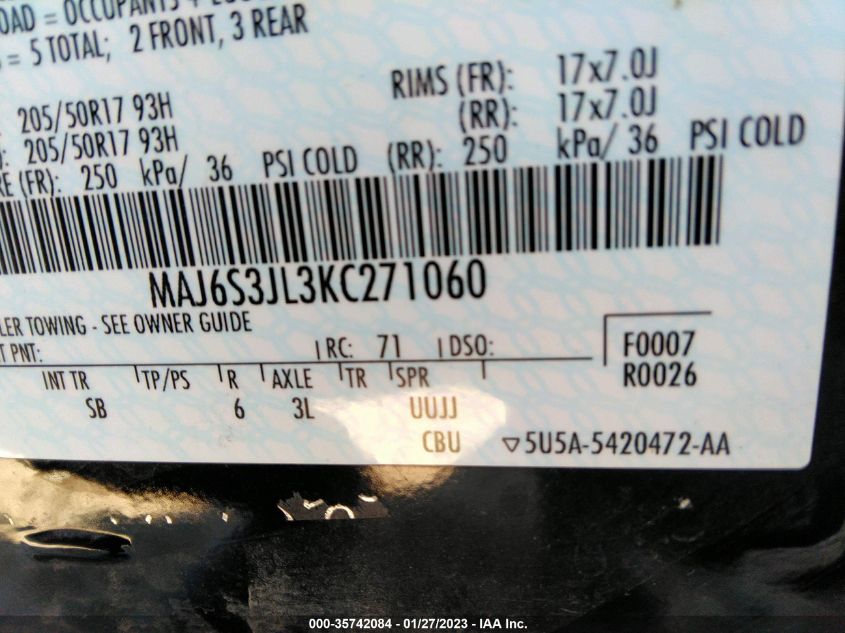 OAD = OCCUPANTS +
= 5 TOTAL; 2 FRONT, 3 REAR
205/50R17 93H RIMS (FR): 17x7.0J
205/50R17 93H (RR): 17x7.0J
RE (FR): 250 kPa/ 36 PSI COLD (RR): 250 kPa/ 36 PSI COLD
MAJ6S3JL3KC271060
LER TOWING - SEE OWNER GUIDE
T PNT: RC: 71 DSO: F0007
INT TR TP/PS R AXLE TR SPR R0026
SB 6 3L UUJJ
CBU ▽5U5A-5420472-AA
000-35742084 - 01/27/2023 - IAA Inc.